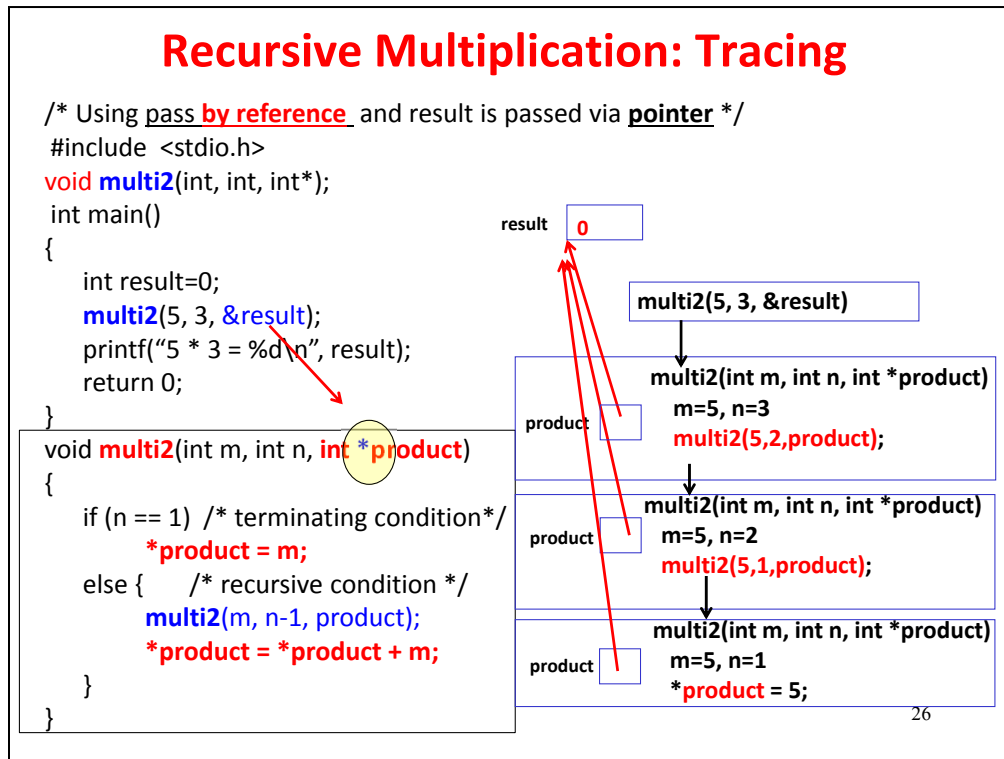 Recursive Multiplication: Tracing
/* Using pass by reference  and result is passed via pointer */
#include  <stdio.h>
void multi2(int, int, int*);
int main()
{
int result=0;
multi2(5, 3, &result);
printf(“5 * 3 = %d\n”, result);
return 0;
}
void multi2(int m, int n, int *product)
{
if (n == 1)  /* terminating condition*/
*product = m;
else {      /* recursive condition */
multi2(m, n-1, product);
*product = *product + m;
}
}
result
0
multi2(5, 3, &result)
multi2(int m, int n, int *product)
product
m=5, n=3
multi2(5,2,product);
multi2(int m, int n, int *product)
product
m=5, n=2
multi2(5,1,product);
multi2(int m, int n, int *product)
product
m=5, n=1
*product = 5;
26